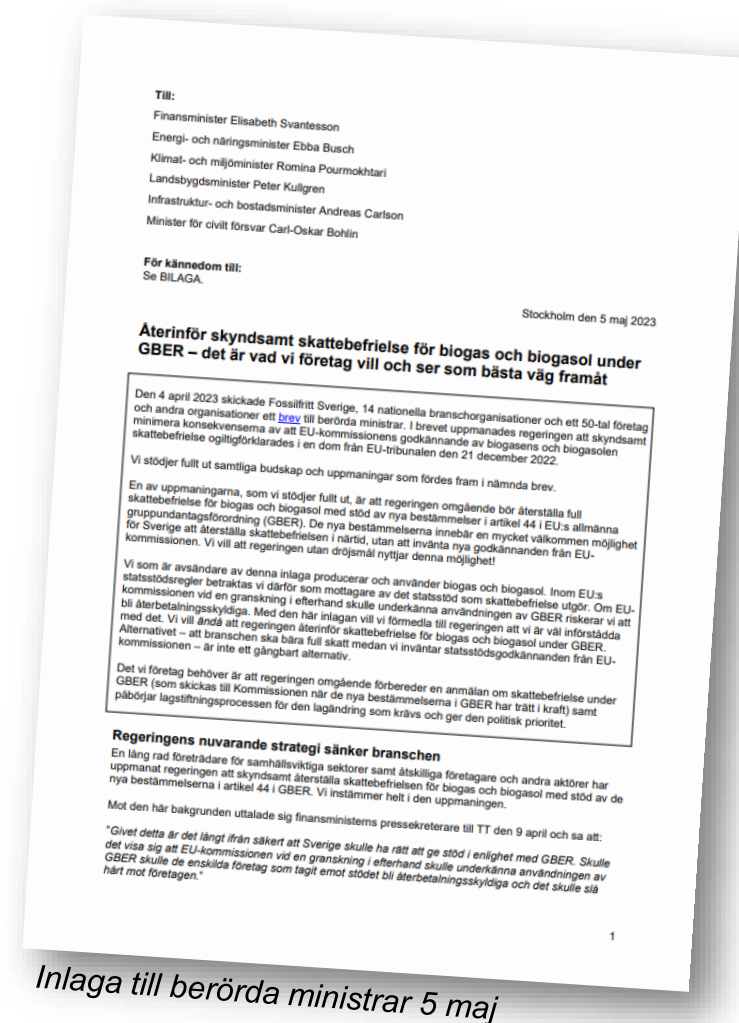 Till:
Finansminister Elisabeth Svantesson
Energi- och näringsminister Ebba Busch
Klimat- och miljöminister Romina Pourmokhtari
Landsbygdsminister Peter Kullgren
Infrastruktur- och bostadsminister Andreas Carlson
Minister för civilt försvar Carl-Oskar Bohlin
För kännedom till:
Se BILAGA.
Stockholm den 5 maj 2023
Återinför skyndsamt skattebefrielse för biogas och biogasol under
GBER – det är vad vi företag vill och ser som bästa väg framåt
Den 4 april 2023 skickade Fossilfritt Sverige, 14 nationella branschorganisationer och ett 50-tal företag
och andra organisationer ett brev till berörda ministrar. I brevet uppmanades regeringen att skyndsamt
minimera konsekvenserna av att EU-kommissionens godkännande av biogasens och biogasolen
skattebefrielse ogiltigförklarades i en dom från EU-tribunalen den 21 december 2022.
Vi stödjer fullt ut samtliga budskap och uppmaningar som fördes fram i nämnda brev.
En av uppmaningarna, som vi stödjer fullt ut, är att regeringen omgående bör återställa full
skattebefrielse för biogas och biogasol med stöd av nya bestämmelser i artikel 44 i EU:s allmänna
gruppundantagsförordning (GBER). De nya bestämmelserna innebär en mycket välkommen möjlighet
för Sverige att återställa skattebefrielsen i närtid, utan att invänta nya godkännanden från EU-
kommissionen. Vi vill att regeringen utan dröjsmål nyttjar denna möjlighet!
Vi som är avsändare av denna inlaga producerar och använder biogas och biogasol. Inom EU:s
statsstödsregler betraktas vi därför som mottagare av det statsstöd som skattebefrielse utgör. Om EU-
kommissionen vid en granskning i efterhand skulle underkänna användningen av GBER riskerar vi att
bli återbetalningsskyldiga. Med den här inlagan vill vi förmedla till regeringen att vi är väl införstådda
med det. Vi vill ändå att regeringen återinför skattebefrielse för biogas och biogasol under GBER.
Alternativet – att branschen ska bära full skatt medan vi inväntar statsstödsgodkännanden från EU-
kommissionen – är inte ett gångbart alternativ.
Det vi företag behöver är att regeringen omgående förbereder en anmälan om skattebefrielse under
GBER (som skickas till Kommissionen när de nya bestämmelserna i GBER har trätt i kraft) samt
påbörjar lagstiftningsprocessen för den lagändring som krävs och ger den politisk prioritet.
Regeringens nuvarande strategi sänker branschen
En lång rad företrädare för samhällsviktiga sektorer samt åtskilliga företagare och andra aktörer har
uppmanat regeringen att skyndsamt återställa skattebefrielsen för biogas och biogasol med stöd av de
nya bestämmelserna i artikel 44 i GBER. Vi instämmer helt i den uppmaningen.
Mot den här bakgrunden uttalade sig finansministerns pressekreterare till TT den 9 april och sa att:
"Givet detta är det långt ifrån säkert att Sverige skulle ha rätt att ge stöd i enlighet med GBER. Skulle
det visa sig att EU-kommissionen vid en granskning i efterhand skulle underkänna användningen av
GBER skulle de enskilda företag som tagit emot stödet bli återbetalningsskyldiga och det skulle slå
hårt mot företagen."
1
Inlaga till berörda ministrar 5 maj